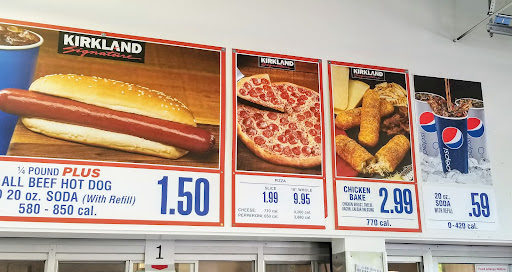 KIRKLAND
Signature
¼ POUND PLUS
ALL BEEF HOT DOG
20 oz. SODA (With Refill)
580 - 850 cal.
1.50
KIRKLAND
PIZZA
SLICE
1.99
18" WHOLE
9.95
CHEESE
PEPPERONI
KIRKLAND
CHICKEN
BAKE
2.99
770 cal.
pepsi
20 oz.
SODA
WITH REFILL
.59
0-420 cal.
1